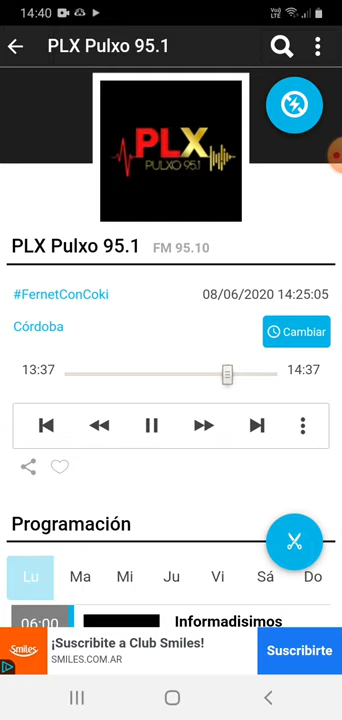 14:40
PLX Pulxo 95.1
PLX
PULXO 95.1
PLX Pulxo 95.1 FM 95.10
#FernetConCoki 08/06/2020 14:25:05
Córdoba
Cambiar
13:37 14:37
Programación
Lu Ma Mi Ju Vi Sá Do
06:00 Informadisimos
Smiles
¡Suscribite a Club Smiles!
SMILES.COM.AR
Suscribirte